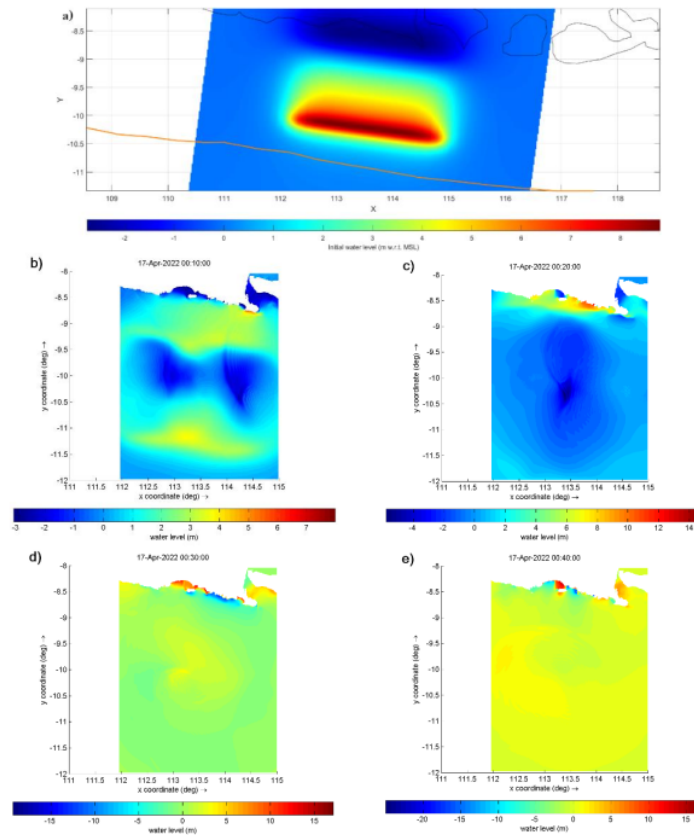 a)
-8.5
-9
-9.5
-10
-10.5
-11
Y
109 110 111 112 113 114 115 116 117 118
X
-2 -1 0 1 2 3 4 5 6 7 8
Initial water level (m w.r.t. MSL)
b)
17-Apr-2022 00:10:00
-8
-8.5
-9
-9.5
-10
-10.5
-11
-11.5
-12
y coordinate (deg) →
111 111.5 112 112.5 113 113.5 114 114.5 115
x coordinate (deg) →
-3 -2 -1 0 1 2 3 4 5 6 7
water level (m)
c)
17-Apr-2022 00:20:00
-8
-8.5
-9
-9.5
-10
-10.5
-11
-11.5
-12
y coordinate (deg) →
111 111.5 112 112.5 113 113.5 114 114.5 115
x coordinate (deg) →
-4 -2 0 2 4 6 8 10 12 14
water level (m)
d)
17-Apr-2022 00:30:00
-8
-8.5
-9
-9.5
-10
-10.5
-11
-11.5
-12
y coordinate (deg) →
111 111.5 112 112.5 113 113.5 114 114.5 115
x coordinate (deg) →
-15 -10 -5 0 5 10 15
water level (m)
e)
17-Apr-2022 00:40:00
-8
-8.5
-9
-9.5
-10
-10.5
-11
-11.5
-12
y coordinate (deg) →
111 111.5 112 112.5 113 113.5 114 114.5 115
x coordinate (deg) →
-20 -15 -10 -5 0 5 10 15
water level (m)